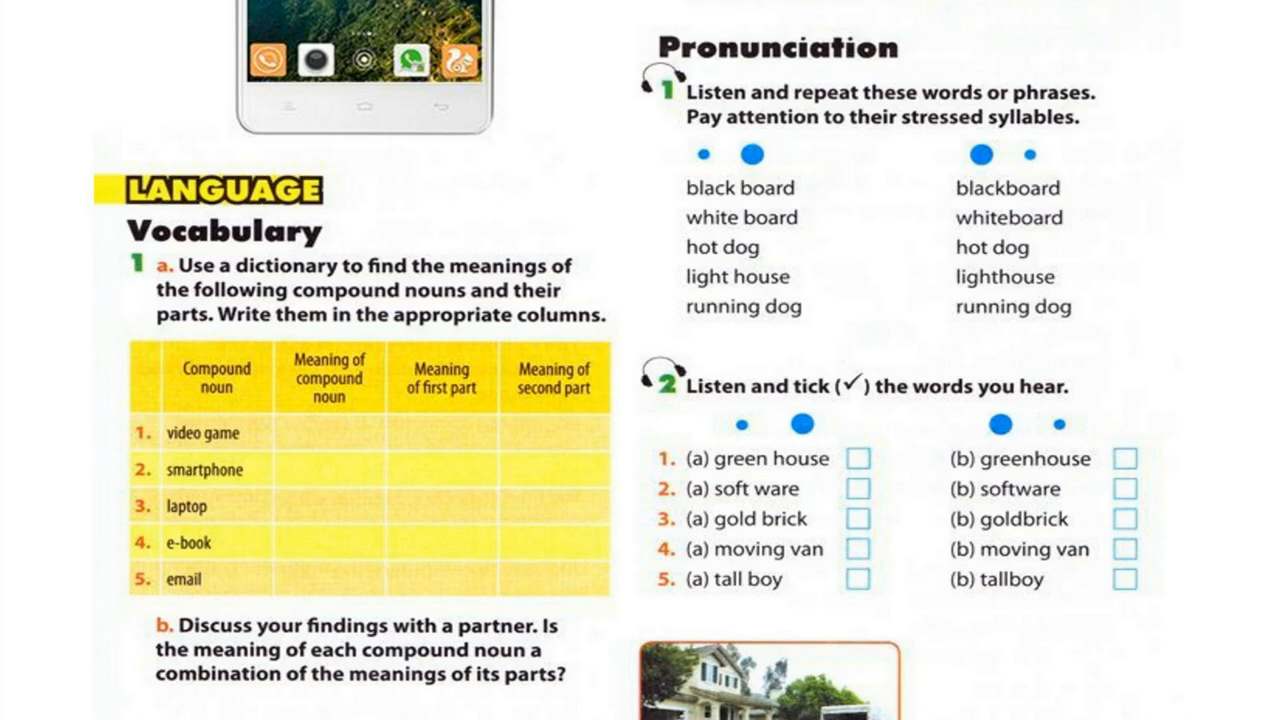 LANGUAGE
Vocabulary
1 a. Use a dictionary to find the meanings of
the following compound nouns and their
parts. Write them in the appropriate columns.
Compound noun
Meaning of compound noun
Meaning of first part
Meaning of second part
1. video game
2. smartphone
3. laptop
4. e-book
5. email
b. Discuss your findings with a partner. Is
the meaning of each compound noun a
combination of the meanings of its parts?
Pronunciation
1 Listen and repeat these words or phrases.
Pay attention to their stressed syllables.
black board blackboard
white board whiteboard
hot dog hot dog
light house lighthouse
running dog running dog
2 Listen and tick (✓) the words you hear.
1. (a) green house (b) greenhouse
2. (a) soft ware (b) software
3. (a) gold brick (b) goldbrick
4. (a) moving van (b) moving van
5. (a) tall boy (b) tallboy